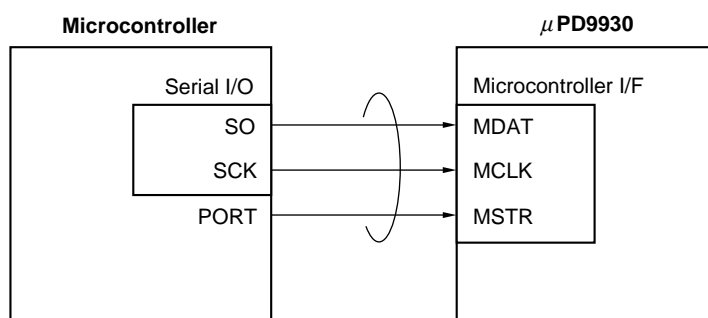 Microcontroller
μPD9930
Serial I/O
Microcontroller I/F
SO
MDAT
SCK
MCLK
PORT
MSTR